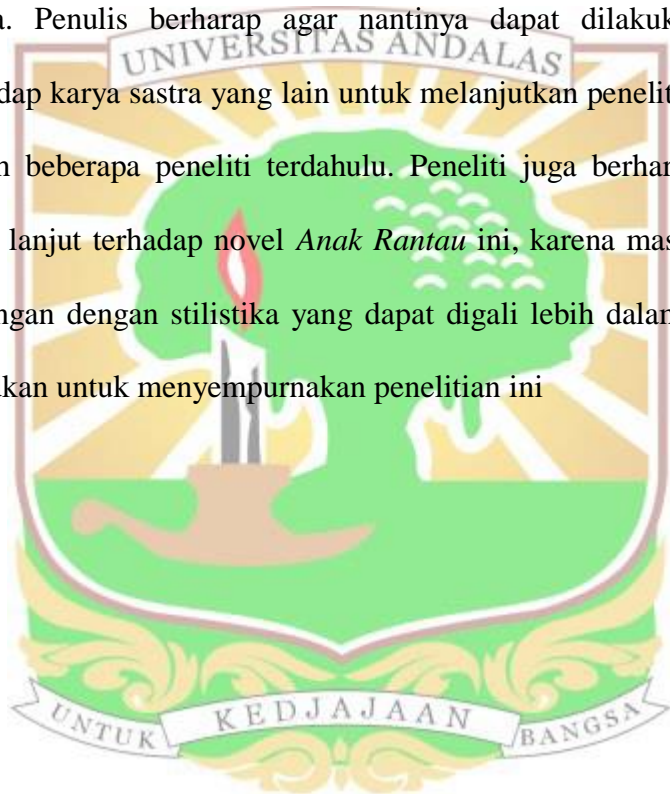 a. Penulis berharap agar nantinya dapat dilakuk
UNIVERSITAS ANDALAS
dap karya sastra yang lain untuk melanjutkan penelit
n beberapa peneliti terdahulu. Peneliti juga berhar
lanjut terhadap novel Anak Rantau ini, karena mas
ngan dengan stilistika yang dapat digali lebih dalam
kan untuk menyempurnakan penelitian ini
UNTUK KEDJAJAAN BANGSA